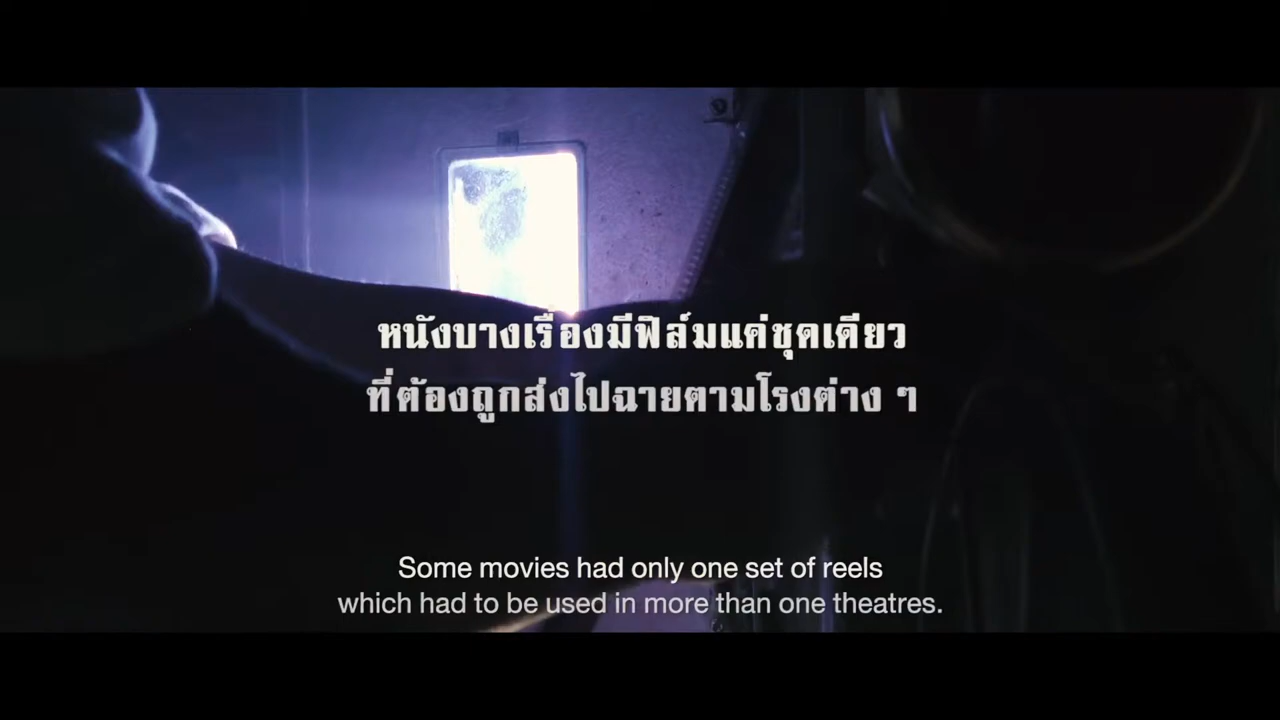 หนังบางเรื่องมีฟิล์มแค่ชุดเดียว
ที่ต้องถูกส่งไปฉายตามโรงต่าง ๆ
Some movies had only one set of reels
which had to be used in more than one theatres.